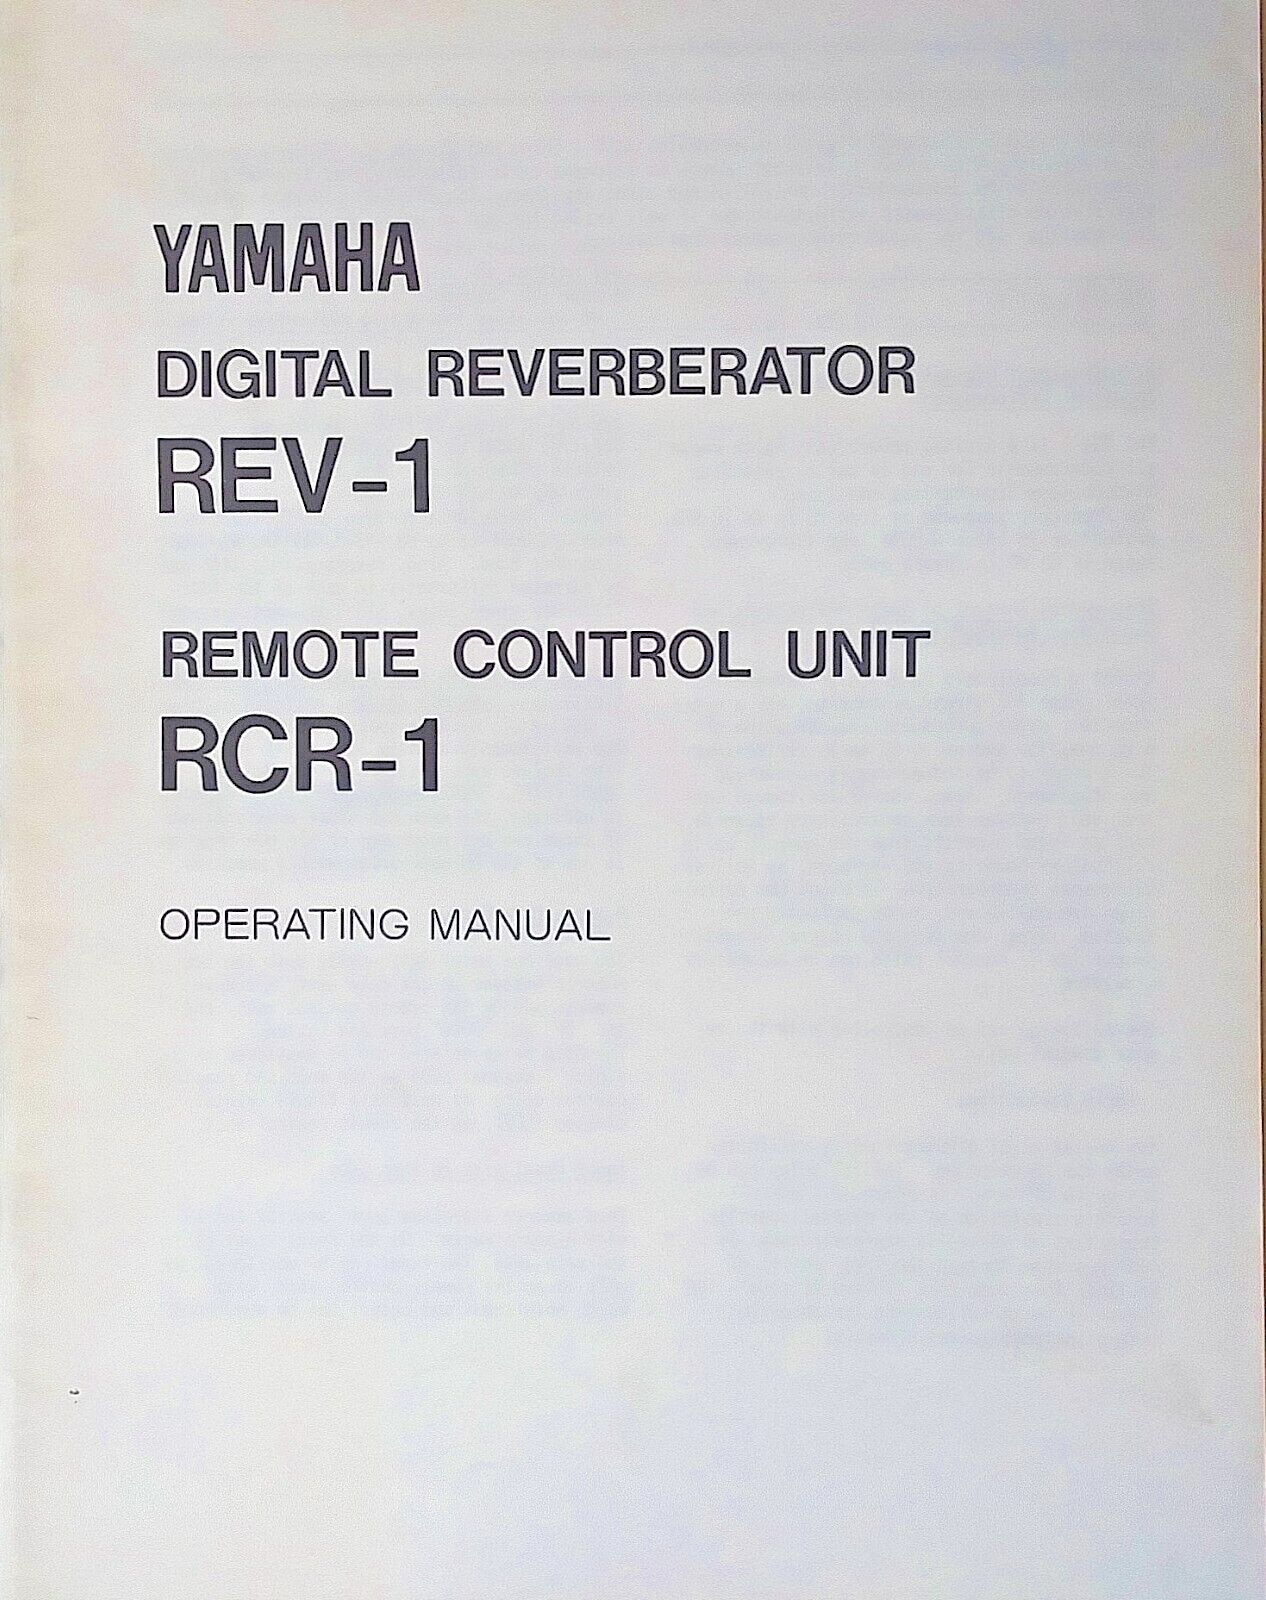 YAMAHA
DIGITAL REVERBERATOR
REV-1
REMOTE CONTROL UNIT
RCR-1
OPERATING MANUAL